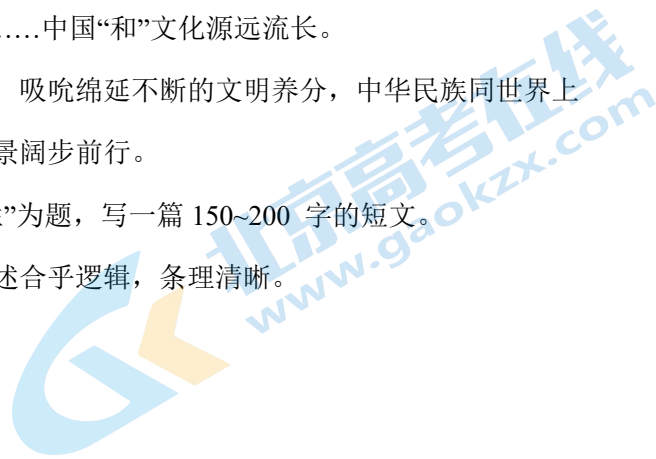 ……中国“和”文化源远流长。
吸吮绵延不断的文明养分，中华民族同世界上
景阔步前行。
”为题，写一篇 150~200 字的短文。
述合乎逻辑，条理清晰。
北京高考在线
www.gaokzx.com